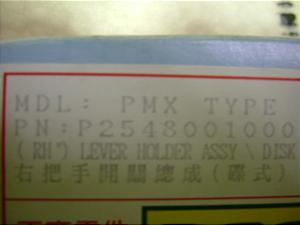 MDL: PMX TYPE
PN:P2548001000
(RH") LEVER HOLDER ASSY \ DISK
右把手開關總成(碟式)